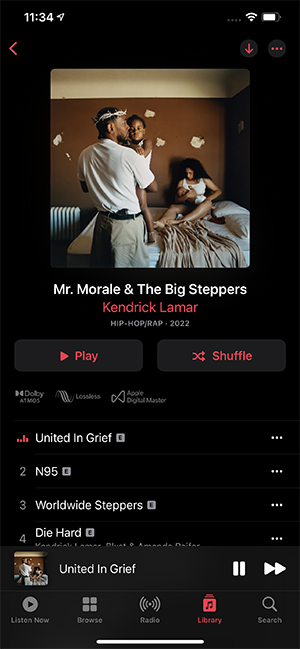 11:34
Mr. Morale & The Big Steppers
Kendrick Lamar
HIP-HOP/RAP · 2022
Play
Shuffle
Dolby
ATMOS
Lossless
Apple
Digital Master
United In Grief E
2 N95 E
3 Worldwide Steppers E
4 Die Hard E
Kendrick Lamar, Blxst & Amanda Reifer
United In Grief
Listen Now
Browse
Radio
Library
Search